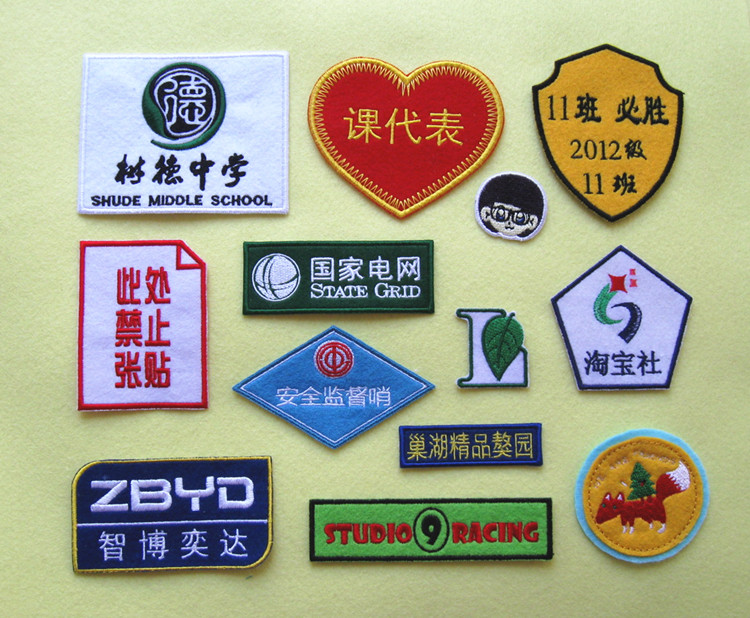 德
树德中学
SHUDE MIDDLE SCHOOL
课代表
11班 必胜
2012级
11班
此处
禁止
张贴
国家电网
STATE GRID
L
淘宝社
安全监督哨
巢湖精品獒园
ZBYD
智博奕达
STUDIO 9 RACING